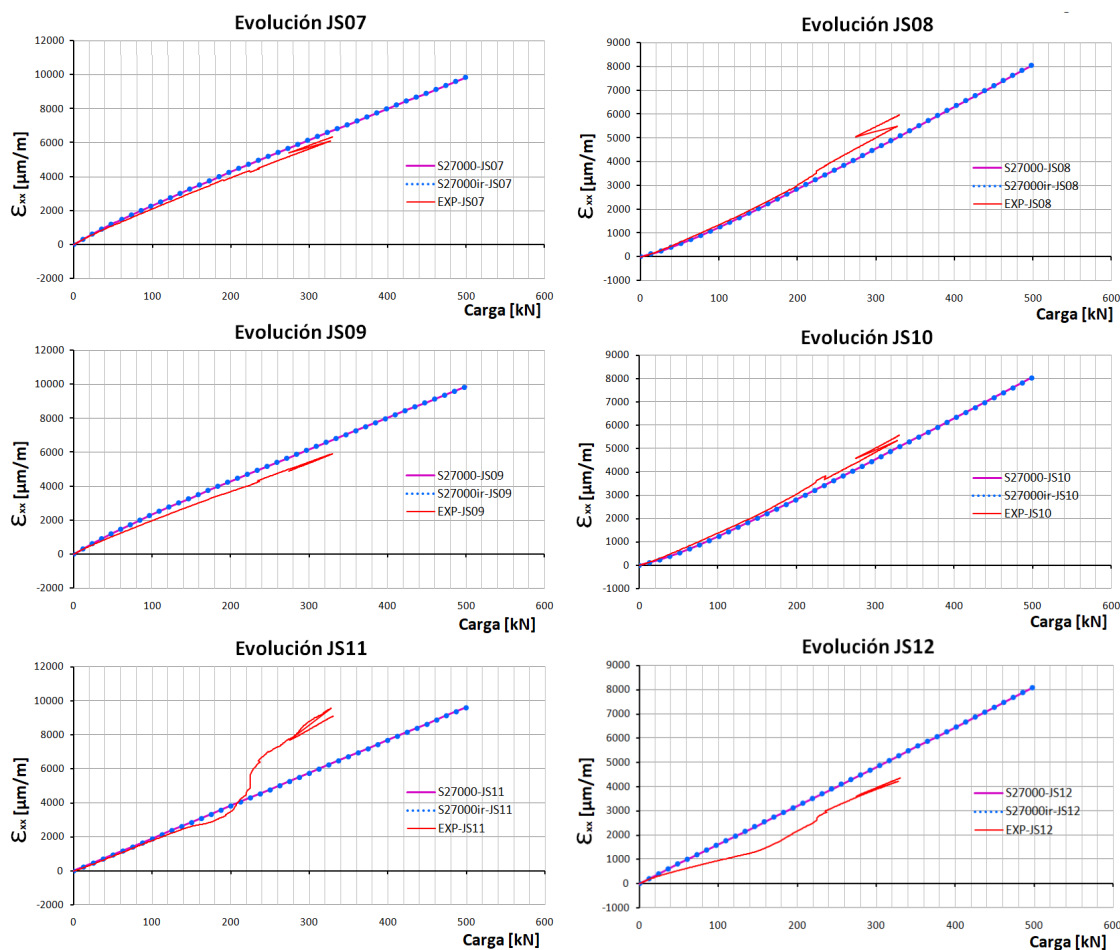 Evolución JS07
12000
10000
8000
6000
4000
2000
0
-2000
0 100 200 300 400 500 600
εxx [µm/m]
Carga [kN]
S27000-JS07
S27000ir-JS07
EXP-JS07
Evolución JS08
9000
8000
7000
6000
5000
4000
3000
2000
1000
0
-1000
0 100 200 300 400 500 600
εxx [µm/m]
Carga [kN]
S27000-JS08
S27000ir-JS08
EXP-JS08
Evolución JS09
12000
10000
8000
6000
4000
2000
0
-2000
0 100 200 300 400 500 600
εxx [µm/m]
Carga [kN]
S27000-JS09
S27000ir-JS09
EXP-JS09
Evolución JS10
9000
8000
7000
6000
5000
4000
3000
2000
1000
0
-1000
0 100 200 300 400 500 600
εxx [µm/m]
Carga [kN]
S27000-JS10
S27000ir-JS10
EXP-JS10
Evolución JS11
12000
10000
8000
6000
4000
2000
0
-2000
0 100 200 300 400 500 600
εxx [µm/m]
Carga [kN]
S27000-JS11
S27000ir-JS11
EXP-JS11
Evolución JS12
9000
8000
7000
6000
5000
4000
3000
2000
1000
0
-1000
0 100 200 300 400 500 600
εxx [µm/m]
Carga [kN]
S27000-JS12
S27000ir-JS12
EXP-JS12